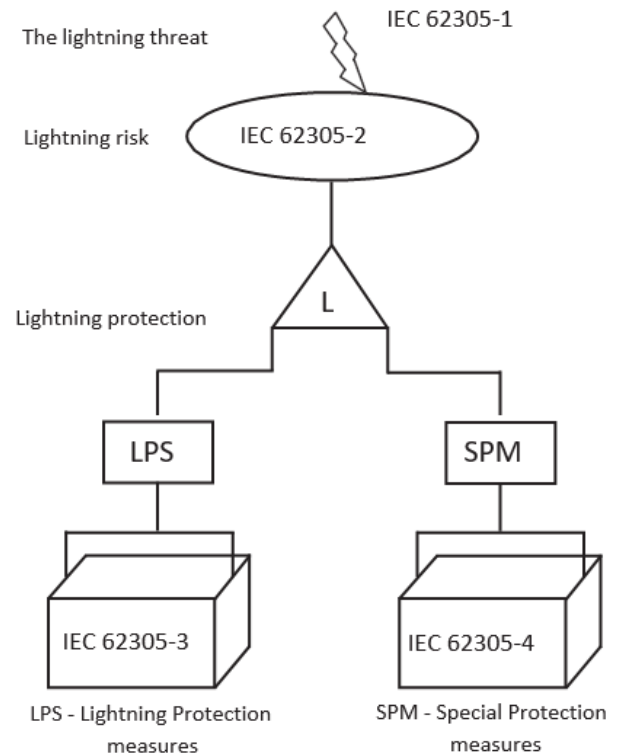 The lightning threat
IEC 62305-1
Lightning risk
IEC 62305-2
Lightning protection
L
LPS
SPM
IEC 62305-3
IEC 62305-4
LPS - Lightning Protection
measures
SPM - Special Protection
measures